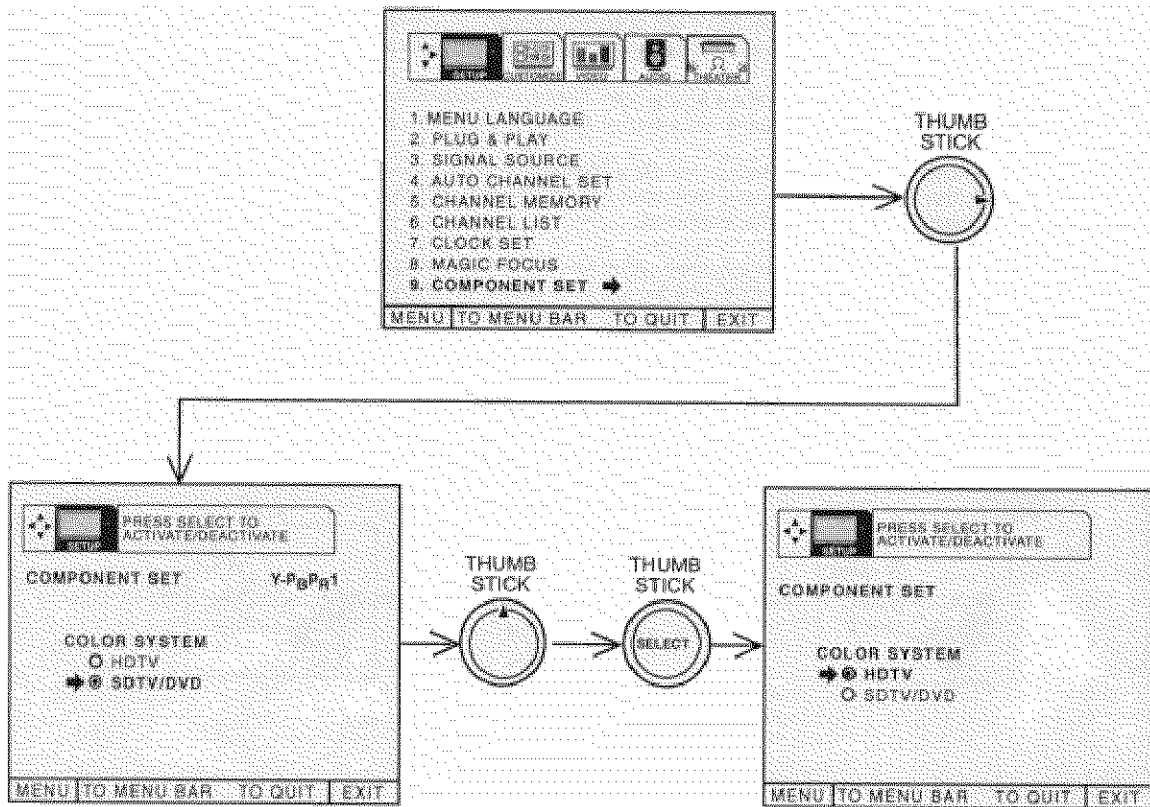 SETUP CUSTOMIZE VIDEO AUDIO THEATER
1. MENU LANGUAGE
2. PLUG & PLAY
3. SIGNAL SOURCE
4. AUTO CHANNEL SET
5. CHANNEL MEMORY
6. CHANNEL LIST
7. CLOCK SET
8. MAGIC FOCUS
9. COMPONENT SET
MENU TO MENU BAR TO QUIT EXIT
THUMB
STICK
SETUP
PRESS SELECT TO
ACTIVATE/DEACTIVATE
COMPONENT SET Y-PBPR1
COLOR SYSTEM
HDTV
SDTV/DVD
MENU TO MENU BAR TO QUIT EXIT
THUMB
STICK
THUMB
STICK
SELECT
SETUP
PRESS SELECT TO
ACTIVATE/DEACTIVATE
COMPONENT SET
COLOR SYSTEM
HDTV
SDTV/DVD
MENU TO MENU BAR TO QUIT EXIT